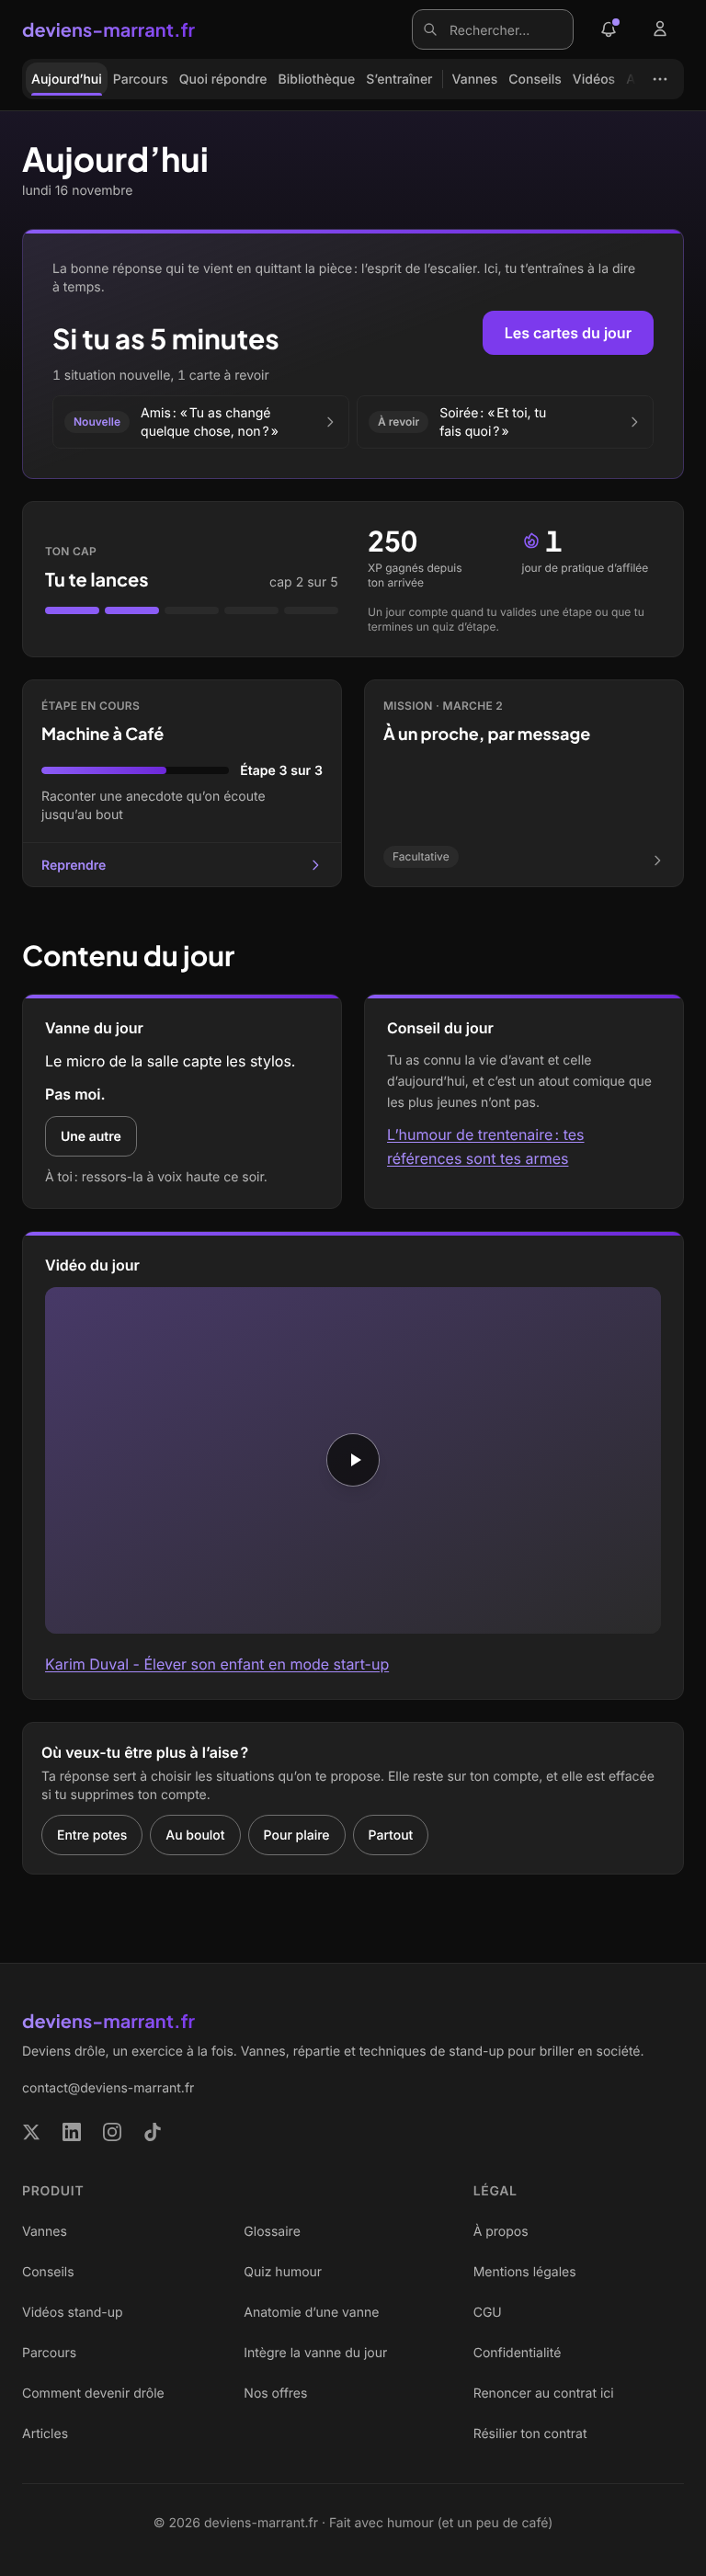 deviens-marrant.fr
Rechercher...
Aujourd’hui Parcours Quoi répondre Bibliothèque S’entraîner Vannes Conseils Vidéos
Aujourd’hui
lundi 16 novembre
La bonne réponse qui te vient en quittant la pièce : l’esprit de l’escalier. Ici, tu t’entraînes à la dire
à temps.
Si tu as 5 minutes
Les cartes du jour
1 situation nouvelle, 1 carte à revoir
Nouvelle
Amis : « Tu as changé
quelque chose, non ? »
À revoir
Soirée : « Et toi, tu
fais quoi ? »
TON CAP
Tu te lances
cap 2 sur 5
250
XP gagnés depuis
ton arrivée
1
jour de pratique d’affilée
Un jour compte quand tu valides une étape ou que tu
termines un quiz d’étape.
ÉTAPE EN COURS
Machine à Café
Étape 3 sur 3
Raconter une anecdote qu’on écoute
jusqu’au bout
Reprendre
MISSION · MARCHE 2
À un proche, par message
Facultative
Contenu du jour
Vanne du jour
Le micro de la salle capte les stylos.
Pas moi.
Une autre
À toi : ressors-la à voix haute ce soir.
Conseil du jour
Tu as connu la vie d’avant et celle
d’aujourd’hui, et c’est un atout comique que
les plus jeunes n’ont pas.
L’humour de trentenaire : tes
références sont tes armes
Vidéo du jour
Karim Duval - Élever son enfant en mode start-up
Où veux-tu être plus à l’aise ?
Ta réponse sert à choisir les situations qu’on te propose. Elle reste sur ton compte, et elle est effacée
si tu supprimes ton compte.
Entre potes
Au boulot
Pour plaire
Partout
deviens-marrant.fr
Deviens drôle, un exercice à la fois. Vannes, répartie et techniques de stand-up pour briller en société.
contact@deviens-marrant.fr
PRODUIT
Vannes
Conseils
Vidéos stand-up
Parcours
Comment devenir drôle
Articles
Glossaire
Quiz humour
Anatomie d’une vanne
Intègre la vanne du jour
Nos offres
LÉGAL
À propos
Mentions légales
CGU
Confidentialité
Renoncer au contrat ici
Résilier ton contrat
© 2026 deviens-marrant.fr · Fait avec humour (et un peu de café)